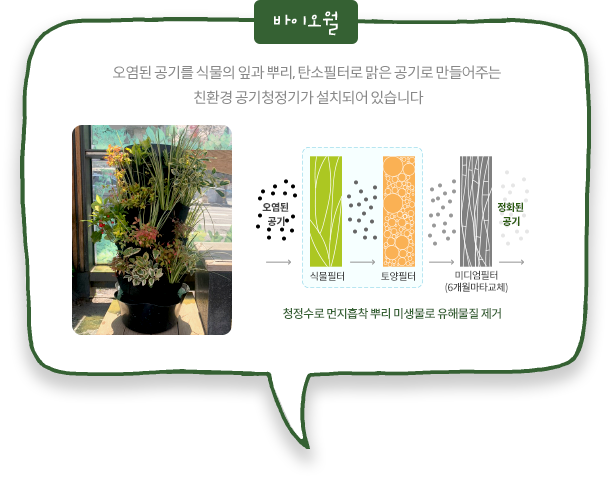 바이오월
오염된 공기를 식물의 잎과 뿌리, 탄소필터로 맑은 공기로 만들어주는
친환경 공기청정기가 설치되어 있습니다
오염된
공기
정화된
공기
식물필터
토양필터
미디엄필터
(6개월마타교체)
청정수로 먼지흡착 뿌리 미생물로 유해물질 제거